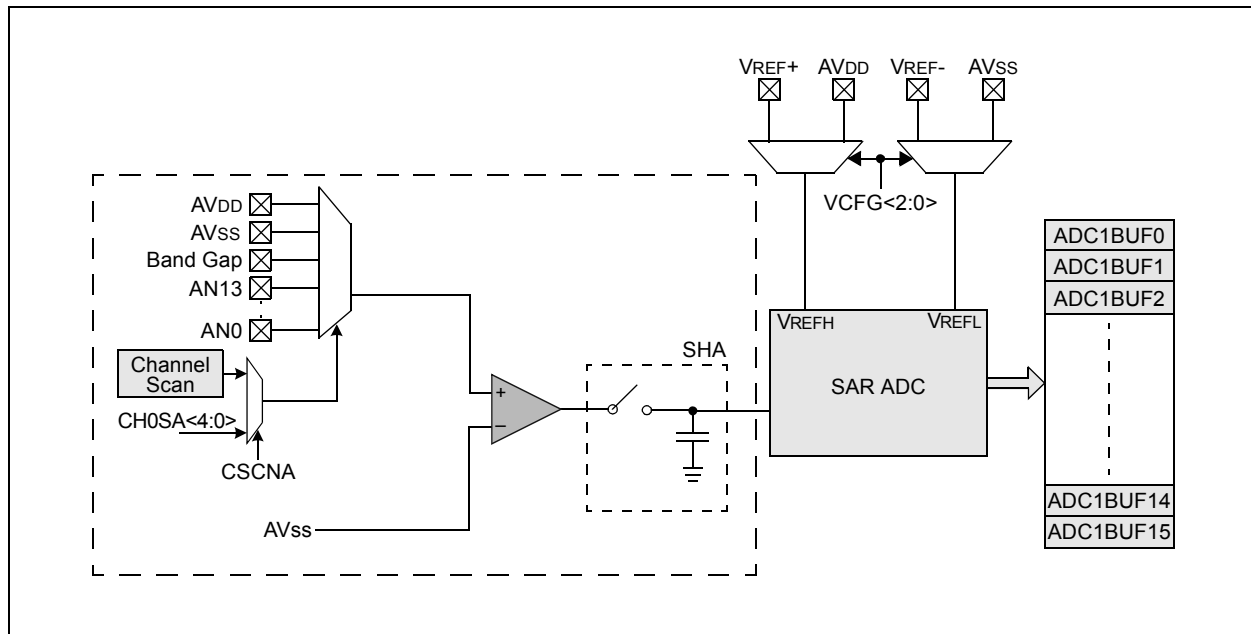 VREF+ AVDD VREF- AVSS
VCFG<2:0>
AVDD
AVSS
Band Gap
AN13
AN0
Channel
Scan
CH0SA<4:0>
CSCNA
AVss
+
–
SHA
VREFH VREFL
SAR ADC
ADC1BUF0
ADC1BUF1
ADC1BUF2
ADC1BUF14
ADC1BUF15